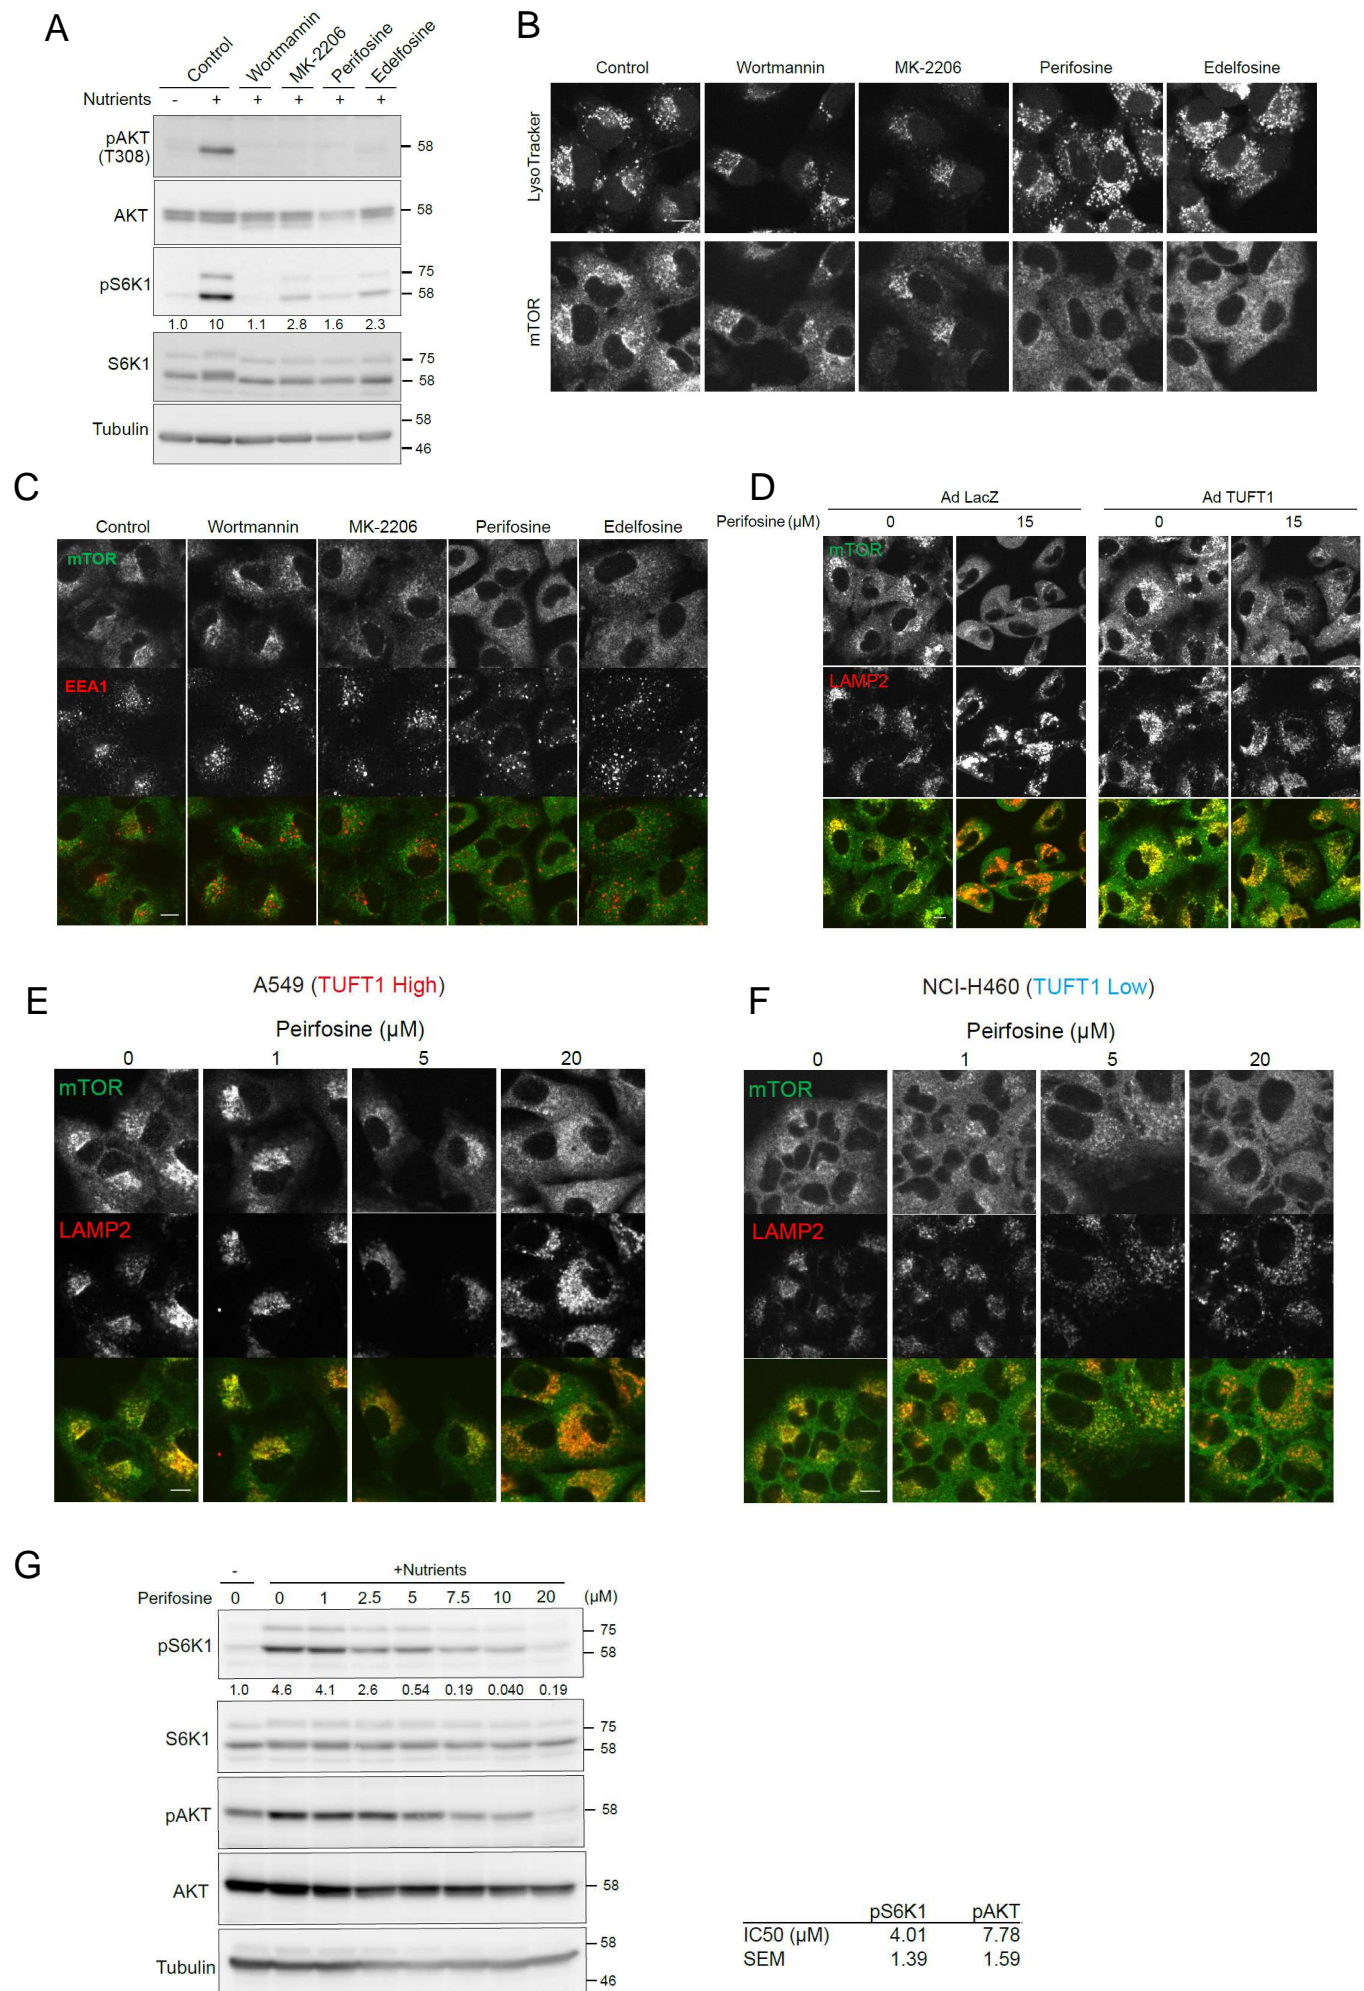 A
Control
Wortmannin
MK-2206
Perifosine
Edelfosine
Nutrients - + + + + +
pAKT
(T308)
58
AKT
58
pS6K1
75
58
1.0 10 1.1 2.8 1.6 2.3
S6K1
75
58
Tubulin
58
46
B
Control Wortmannin MK-2206 Perifosine Edelfosine
LysoTracker
mTOR
C
Control Wortmannin MK-2206 Perifosine Edelfosine
mTOR
EEA1
D
Ad LacZ Ad TUFT1
Perifosine (µM) 0 15 0 15
mTOR
LAMP2
E
A549 (TUFT1 High)
Peirfosine (µM)
0 1 5 20
mTOR
LAMP2
F
NCI-H460 (TUFT1 Low)
Peirfosine (µM)
0 1 5 20
mTOR
LAMP2
G
- +Nutrients
Perifosine 0 0 1 2.5 5 7.5 10 20 (µM)
pS6K1
75
58
1.0 4.6 4.1 2.6 0.54 0.19 0.040 0.19
S6K1
75
58
pAKT
58
AKT
58
Tubulin
58
46
pS6K1 pAKT
IC50 (µM) 4.01 7.78
SEM 1.39 1.59